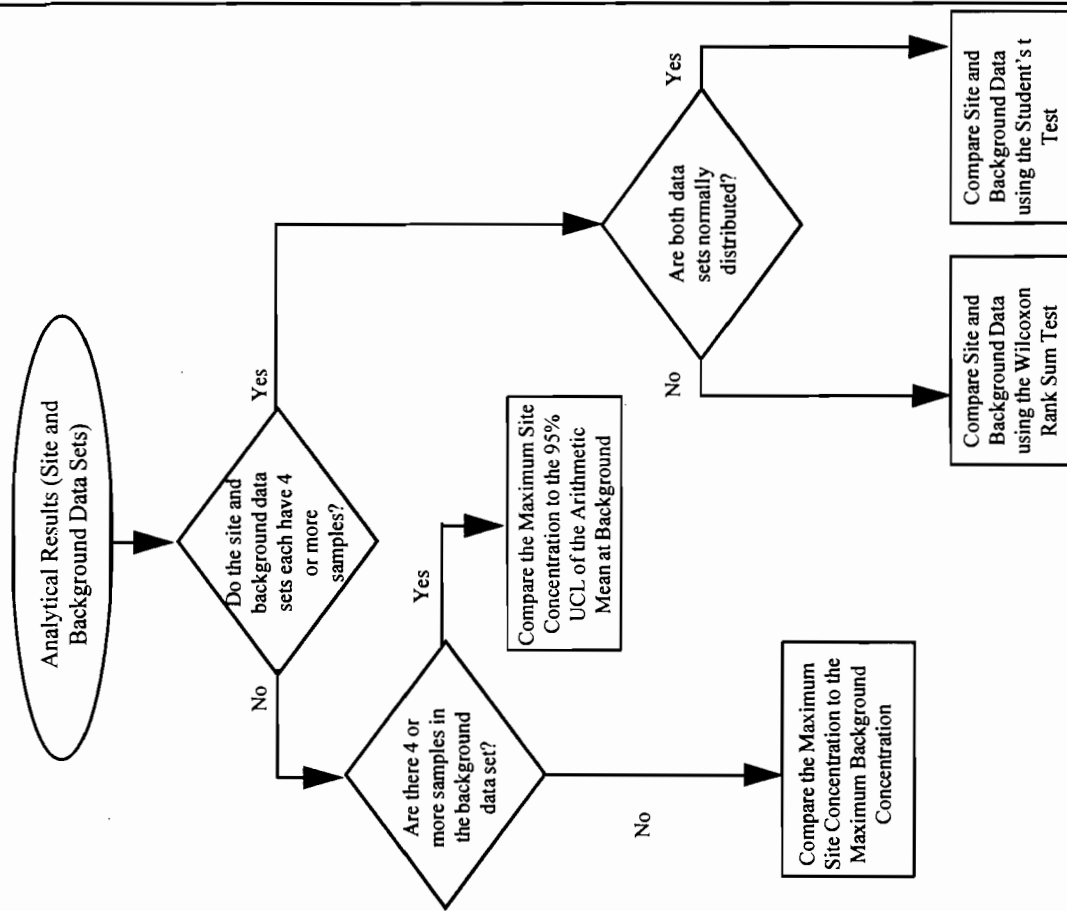 Analytical Results (Site and
Background Data Sets)
Do the site and
background data
sets each have 4
or more
samples?
No
Yes
Are there 4 or
more samples in
the background
data set?
Yes
No
Compare the Maximum Site
Concentration to the 95%
UCL of the Arithmetic
Mean at Background
Compare the Maximum
Site Concentration to the
Maximum Background
Concentration
Are both data
sets normally
distributed?
No
Yes
Compare Site and
Background Data
using the Wilcoxon
Rank Sum Test
Compare Site and
Background Data
using the Student's t
Test